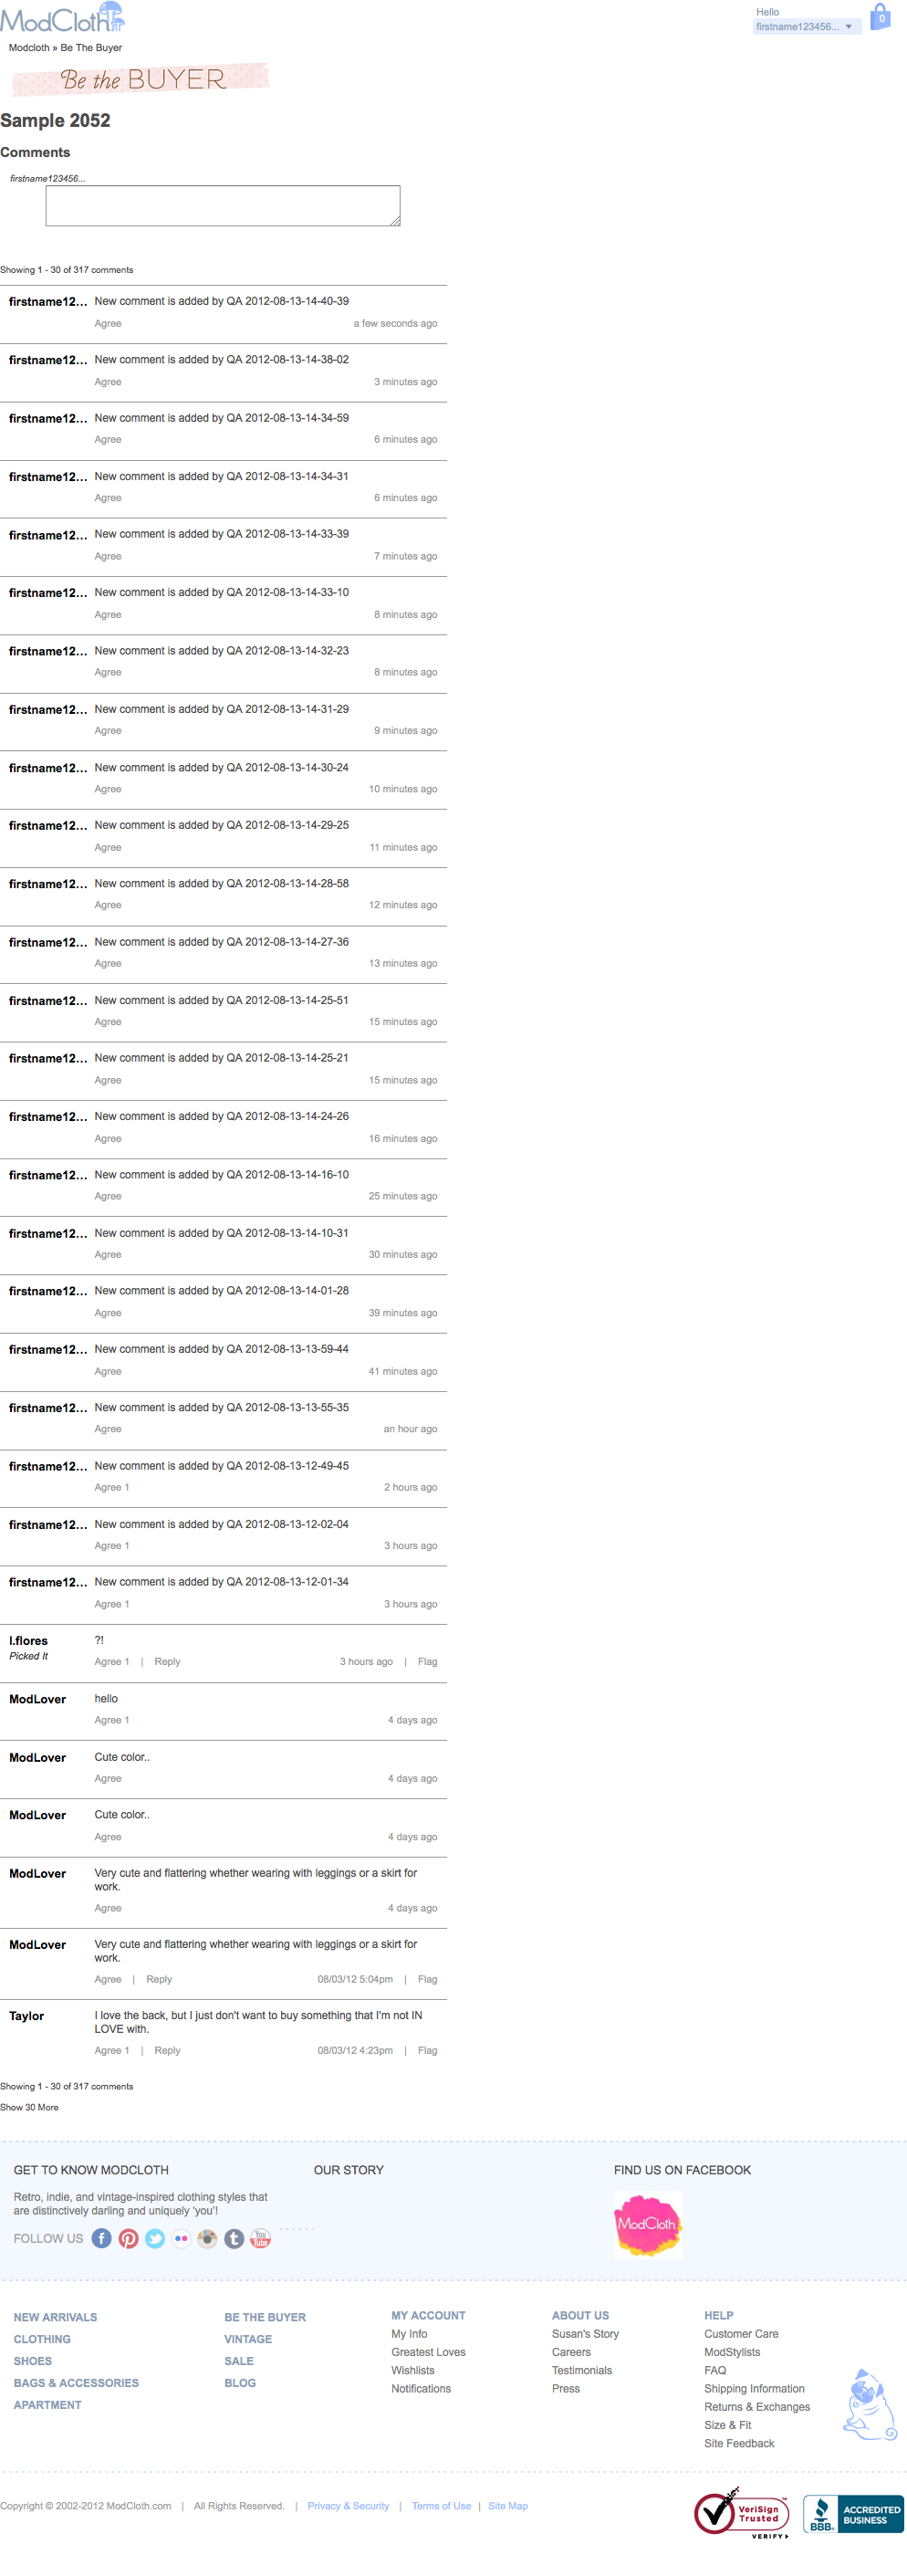 ModCloth
Hello
firstname123456...
0
Modcloth » Be The Buyer
Be the BUYER
Sample 2052
Comments
firstname123456...
Showing 1 - 30 of 317 comments
firstname12... New comment is added by QA 2012-08-13-14-40-39
Agree a few seconds ago
firstname12... New comment is added by QA 2012-08-13-14-38-02
Agree 3 minutes ago
firstname12... New comment is added by QA 2012-08-13-14-34-59
Agree 6 minutes ago
firstname12... New comment is added by QA 2012-08-13-14-34-31
Agree 6 minutes ago
firstname12... New comment is added by QA 2012-08-13-14-33-39
Agree 7 minutes ago
firstname12... New comment is added by QA 2012-08-13-14-33-10
Agree 8 minutes ago
firstname12... New comment is added by QA 2012-08-13-14-32-23
Agree 8 minutes ago
firstname12... New comment is added by QA 2012-08-13-14-31-29
Agree 9 minutes ago
firstname12... New comment is added by QA 2012-08-13-14-30-24
Agree 10 minutes ago
firstname12... New comment is added by QA 2012-08-13-14-29-25
Agree 11 minutes ago
firstname12... New comment is added by QA 2012-08-13-14-28-58
Agree 12 minutes ago
firstname12... New comment is added by QA 2012-08-13-14-27-36
Agree 13 minutes ago
firstname12... New comment is added by QA 2012-08-13-14-25-51
Agree 15 minutes ago
firstname12... New comment is added by QA 2012-08-13-14-25-21
Agree 15 minutes ago
firstname12... New comment is added by QA 2012-08-13-14-24-26
Agree 16 minutes ago
firstname12... New comment is added by QA 2012-08-13-14-16-10
Agree 25 minutes ago
firstname12... New comment is added by QA 2012-08-13-14-10-31
Agree 30 minutes ago
firstname12... New comment is added by QA 2012-08-13-14-01-28
Agree 39 minutes ago
firstname12... New comment is added by QA 2012-08-13-13-59-44
Agree 41 minutes ago
firstname12... New comment is added by QA 2012-08-13-13-55-35
Agree an hour ago
firstname12... New comment is added by QA 2012-08-13-12-49-45
Agree 1 2 hours ago
firstname12... New comment is added by QA 2012-08-13-12-02-04
Agree 1 3 hours ago
firstname12... New comment is added by QA 2012-08-13-12-01-34
Agree 1 3 hours ago
l.flores ?!
Picked It
Agree 1 | Reply 3 hours ago | Flag
ModLover hello
Agree 1 4 days ago
ModLover Cute color..
Agree 4 days ago
ModLover Cute color..
Agree 4 days ago
ModLover Very cute and flattering whether wearing with leggings or a skirt for
work.
Agree 4 days ago
ModLover Very cute and flattering whether wearing with leggings or a skirt for
work.
Agree | Reply 08/03/12 5:04pm | Flag
Taylor I love the back, but I just don't want to buy something that I'm not IN
LOVE with.
Agree 1 | Reply 08/03/12 4:23pm | Flag
Showing 1 - 30 of 317 comments
Show 30 More
GET TO KNOW MODCLOTH
Retro, indie, and vintage-inspired clothing styles that
are distinctively darling and uniquely 'you'!
FOLLOW US
You
Tube
OUR STORY
FIND US ON FACEBOOK
ModCloth
NEW ARRIVALS
CLOTHING
SHOES
BAGS & ACCESSORIES
APARTMENT
BE THE BUYER
VINTAGE
SALE
BLOG
MY ACCOUNT
My Info
Greatest Loves
Wishlists
Notifications
ABOUT US
Susan's Story
Careers
Testimonials
Press
HELP
Customer Care
ModStylists
FAQ
Shipping Information
Returns & Exchanges
Size & Fit
Site Feedback
Copyright © 2002-2012 ModCloth.com | All Rights Reserved. | Privacy & Security | Terms of Use | Site Map
VeriSign
Trusted
VERIFY
BBB.
ACCREDITED
BUSINESS